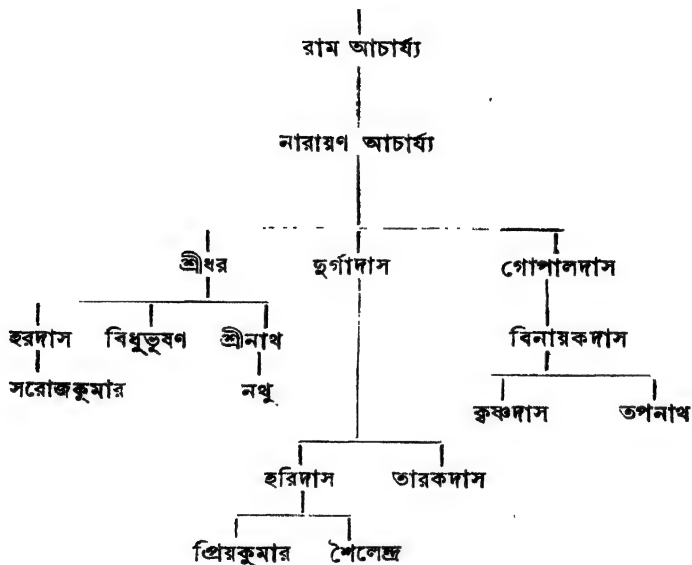 রাম আচার্য্য
নারায়ণ আচার্য্য
শ্রীধর দুর্গাদাস গোপালদাস
হরদাস বিধুভূষণ শ্রীনাথ বিনায়কদাস
সরোজকুমার নথু
কৃষ্ণদাস তপনাথ
হরিদাস তারকদাস
প্রিয়কুমার শৈলেন্দ্র